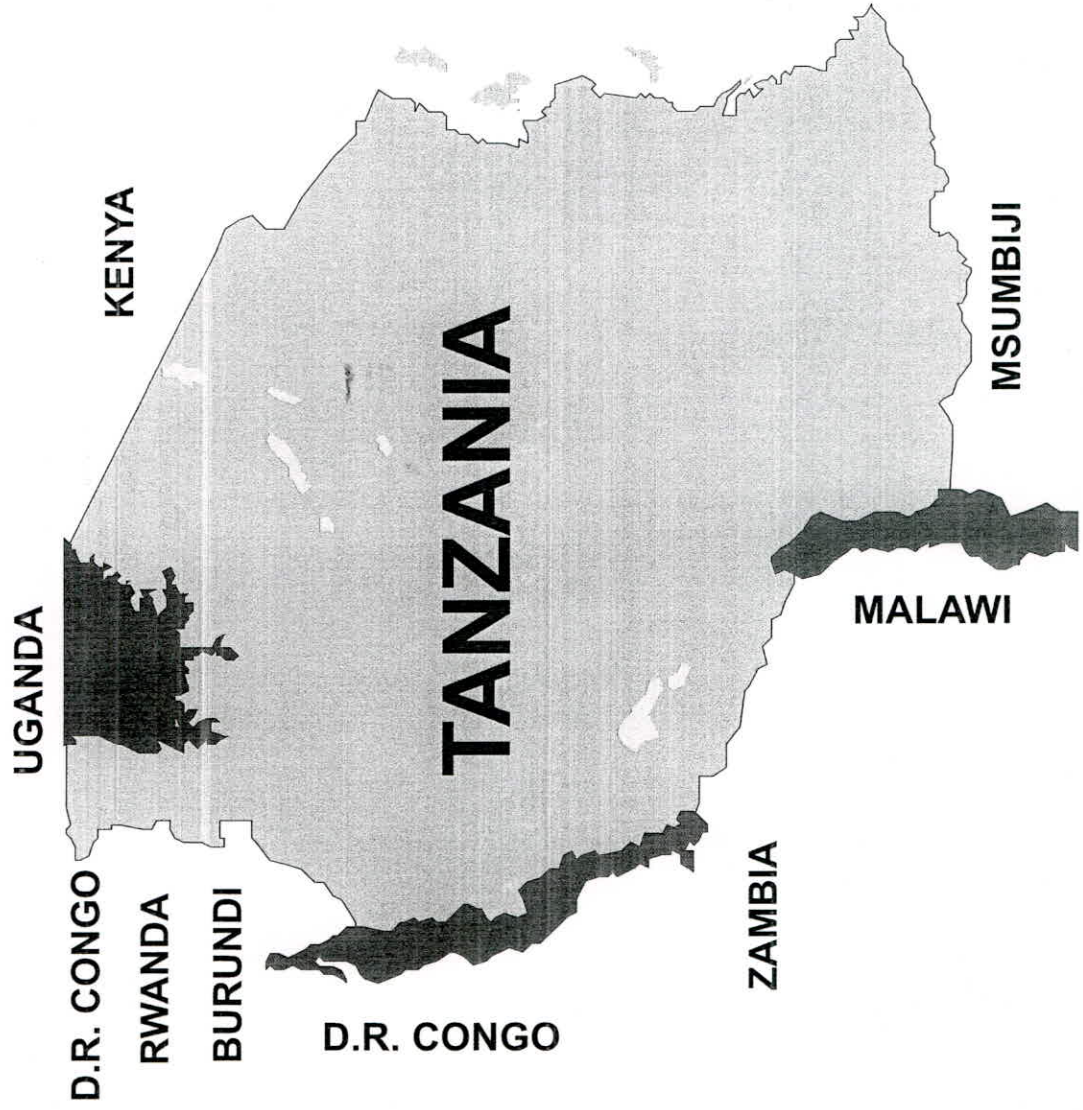 UGANDA
KENYA
D.R. CONGO
RWANDA
BURUNDI
TANZANIA
D.R. CONGO
ZAMBIA
MALAWI
MSUMBIJI